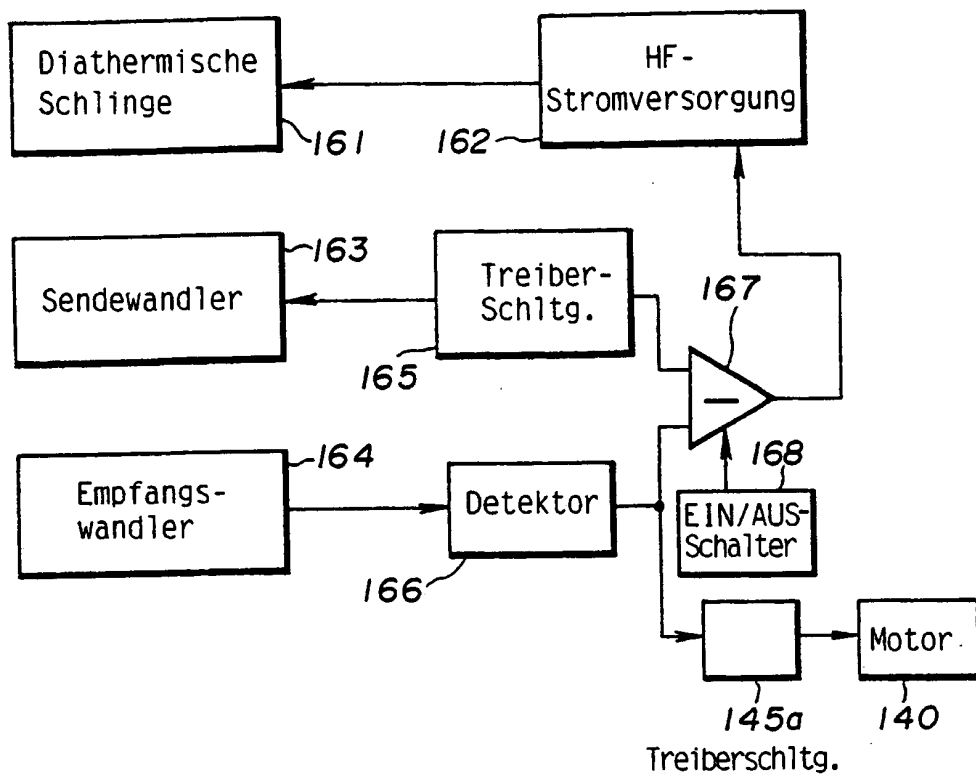 Diathermische
Schlinge
161
HF-
Stromversorgung
162
Sendewandler
163
Treiber-
Schltg.
165
167
—
Empfangs-
wandler
164
Detektor
166
168
EIN/AUS-
Schalter
145a
Treiberschltg.
Motor
140